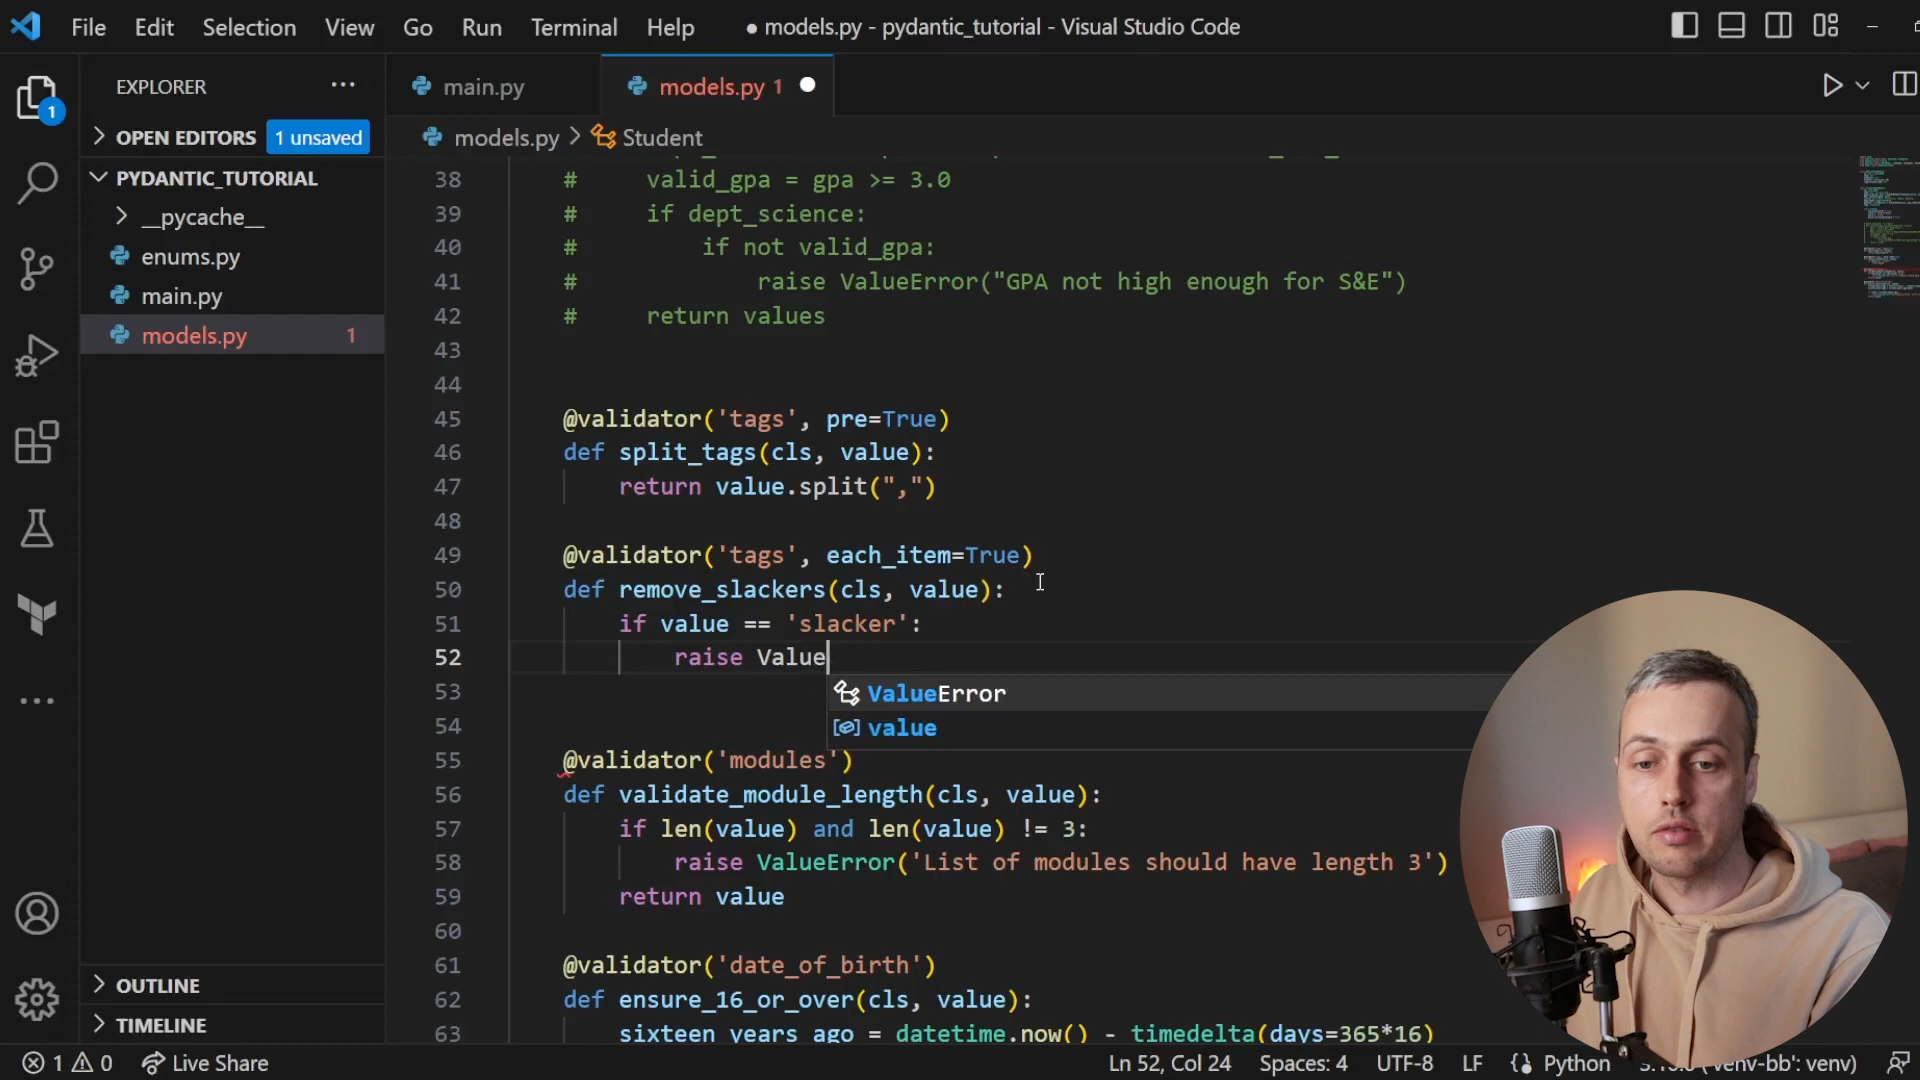 File Edit Selection View Go Run Terminal Help ● models.py - pydantic_tutorial - Visual Studio Code
EXPLORER ···
main.py
models.py 1
1
OPEN EDITORS 1 unsaved
models.py > Student
PYDANTIC_TUTORIAL
__pycache__
enums.py
main.py
models.py 1
38 # valid_gpa = gpa >= 3.0
39 # if dept_science:
40 # if not valid_gpa:
41 # raise ValueError("GPA not high enough for S&E")
42 # return values
43
44
45 @validator('tags', pre=True)
46 def split_tags(cls, value):
47 return value.split(",")
48
49 @validator('tags', each_item=True)
50 def remove_slackers(cls, value):
51 if value == 'slacker':
52 raise Value
53
ValueError
54
value
55 @validator('modules')
56 def validate_module_length(cls, value):
57 if len(value) and len(value) != 3:
58 raise ValueError('List of modules should have length 3')
59 return value
60
61 @validator('date_of_birth')
62 def ensure_16_or_over(cls, value):
63 sixteen_years_ago = datetime.now() - timedelta(days=365*16)
OUTLINE
TIMELINE
1 0 Live Share Ln 52, Col 24 Spaces: 4 UTF-8 LF Python ('venv-bb': venv)